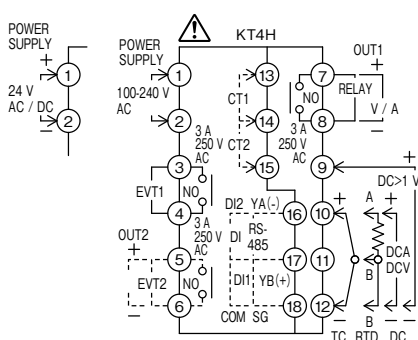 POWER SUPPLY
+
1
24 V AC / DC
2
−
POWER SUPPLY
KT4H
1
100-240 V AC
2
3 A 250 V AC
3
EVT1
NO
4
3 A 250 V AC
OUT2
+
5
EVT2
NO
−
6
13
CT1
14
CT2
15
DI2 YA(-)
16
DI
RS-485
17
DI1 YB(+)
18
COM SG
OUT1
7
NO
RELAY
+
V / A
8
−
3 A 250 V AC
9
+
DC>1 V
10
+
A
+
DCA
DCV
11
B
12
−
B
−
−
TC RTD DC